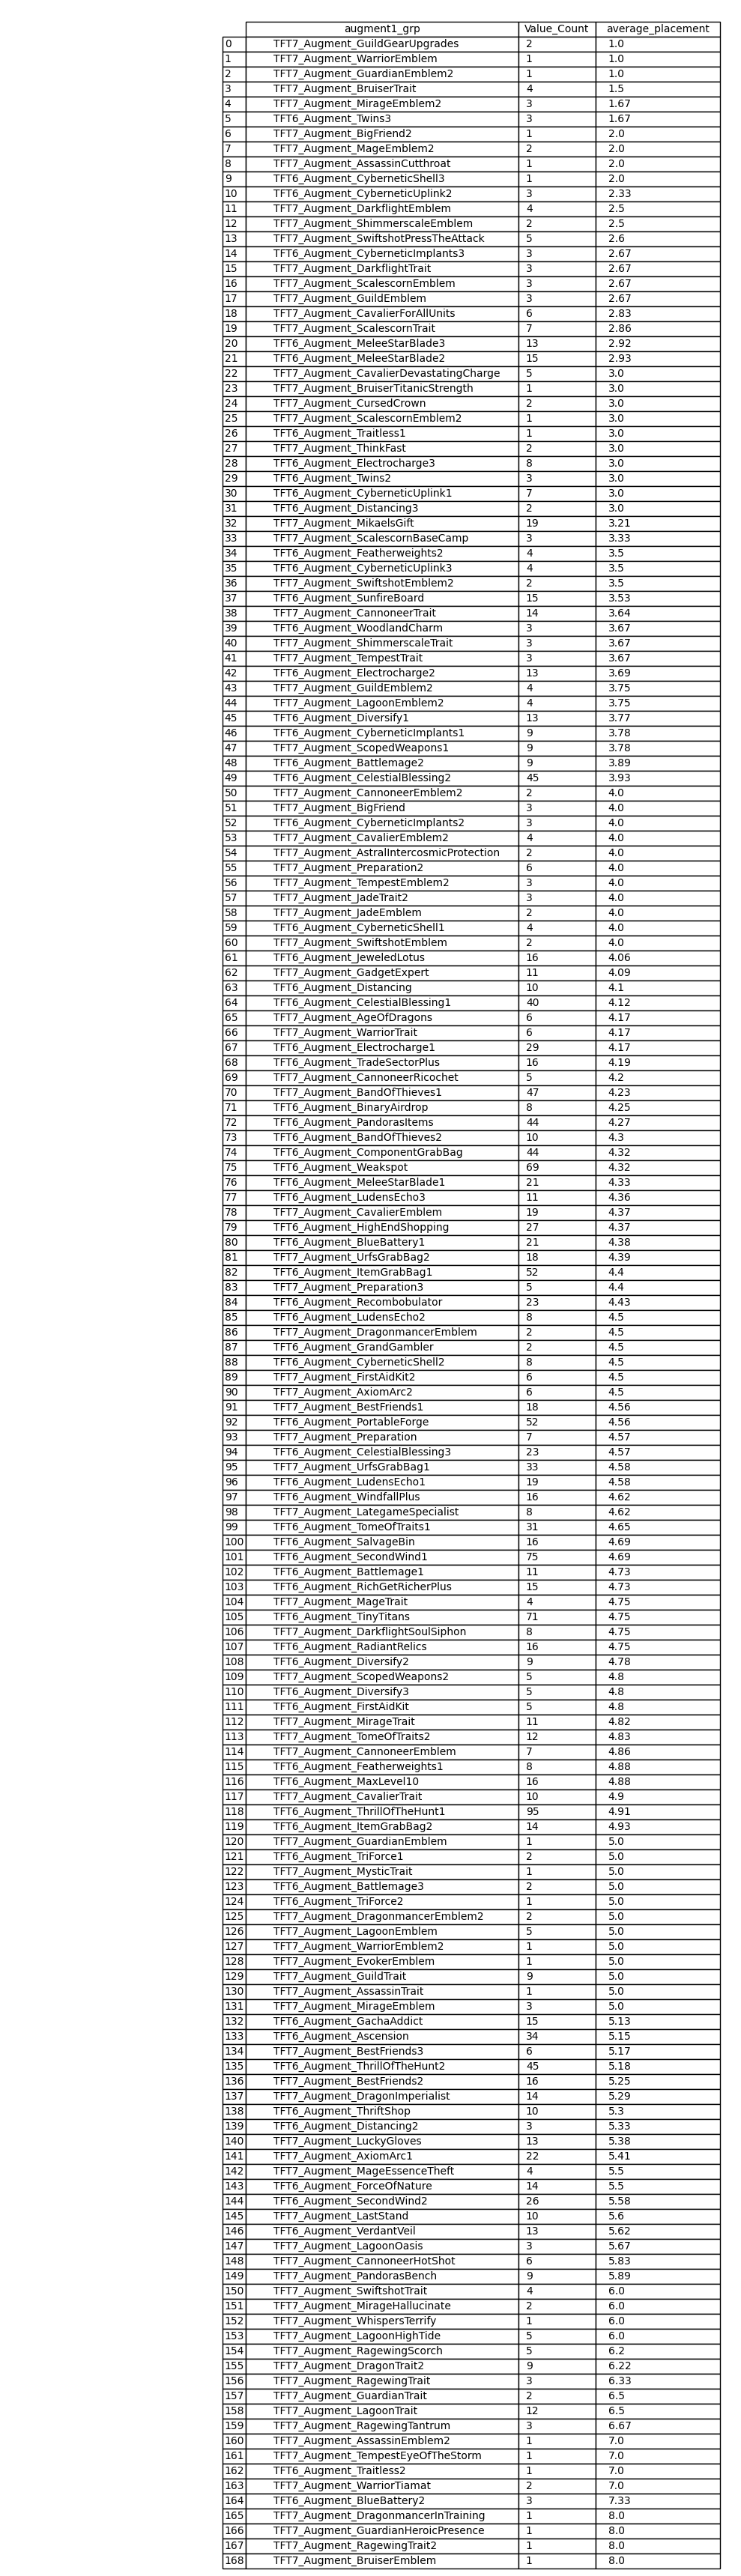 augment1_grp Value_Count average_placement
0 TFT7_Augment_GuildGearUpgrades 2 1.0
1 TFT7_Augment_WarriorEmblem 1 1.0
2 TFT7_Augment_GuardianEmblem2 1 1.0
3 TFT7_Augment_BruiserTrait 4 1.5
4 TFT7_Augment_MirageEmblem2 3 1.67
5 TFT6_Augment_Twins3 3 1.67
6 TFT7_Augment_BigFriend2 1 2.0
7 TFT7_Augment_MageEmblem2 2 2.0
8 TFT7_Augment_AssassinCutthroat 1 2.0
9 TFT6_Augment_CyberneticShell3 1 2.0
10 TFT6_Augment_CyberneticUplink2 3 2.33
11 TFT7_Augment_DarkflightEmblem 4 2.5
12 TFT7_Augment_ShimmerscaleEmblem 2 2.5
13 TFT7_Augment_SwiftshotPressTheAttack 5 2.6
14 TFT6_Augment_CyberneticImplants3 3 2.67
15 TFT7_Augment_DarkflightTrait 3 2.67
16 TFT7_Augment_ScalescornEmblem 3 2.67
17 TFT7_Augment_GuildEmblem 3 2.67
18 TFT7_Augment_CavalierForAllUnits 6 2.83
19 TFT7_Augment_ScalescornTrait 7 2.86
20 TFT6_Augment_MeleeStarBlade3 13 2.92
21 TFT6_Augment_MeleeStarBlade2 15 2.93
22 TFT7_Augment_CavalierDevastatingCharge 5 3.0
23 TFT7_Augment_BruiserTitanicStrength 1 3.0
24 TFT7_Augment_CursedCrown 2 3.0
25 TFT7_Augment_ScalescornEmblem2 1 3.0
26 TFT6_Augment_Traitless1 1 3.0
27 TFT7_Augment_ThinkFast 2 3.0
28 TFT6_Augment_Electrocharge3 8 3.0
29 TFT6_Augment_Twins2 3 3.0
30 TFT6_Augment_CyberneticUplink1 7 3.0
31 TFT6_Augment_Distancing3 2 3.0
32 TFT7_Augment_MikaelsGift 19 3.21
33 TFT7_Augment_ScalescornBaseCamp 3 3.33
34 TFT6_Augment_Featherweights2 4 3.5
35 TFT6_Augment_CyberneticUplink3 4 3.5
36 TFT7_Augment_SwiftshotEmblem2 2 3.5
37 TFT6_Augment_SunfireBoard 15 3.53
38 TFT7_Augment_CannoneerTrait 14 3.64
39 TFT6_Augment_WoodlandCharm 3 3.67
40 TFT7_Augment_ShimmerscaleTrait 3 3.67
41 TFT7_Augment_TempestTrait 3 3.67
42 TFT6_Augment_Electrocharge2 13 3.69
43 TFT7_Augment_GuildEmblem2 4 3.75
44 TFT7_Augment_LagoonEmblem2 4 3.75
45 TFT6_Augment_Diversify1 13 3.77
46 TFT6_Augment_CyberneticImplants1 9 3.78
47 TFT7_Augment_ScopedWeapons1 9 3.78
48 TFT6_Augment_Battlemage2 9 3.89
49 TFT6_Augment_CelestialBlessing2 45 3.93
50 TFT7_Augment_CannoneerEmblem2 2 4.0
51 TFT7_Augment_BigFriend 3 4.0
52 TFT6_Augment_CyberneticImplants2 3 4.0
53 TFT7_Augment_CavalierEmblem2 4 4.0
54 TFT7_Augment_AstralIntercosmicProtection 2 4.0
55 TFT7_Augment_Preparation2 6 4.0
56 TFT7_Augment_TempestEmblem2 3 4.0
57 TFT7_Augment_JadeTrait2 3 4.0
58 TFT7_Augment_JadeEmblem 2 4.0
59 TFT6_Augment_CyberneticShell1 4 4.0
60 TFT7_Augment_SwiftshotEmblem 2 4.0
61 TFT6_Augment_JeweledLotus 16 4.06
62 TFT7_Augment_GadgetExpert 11 4.09
63 TFT6_Augment_Distancing 10 4.1
64 TFT6_Augment_CelestialBlessing1 40 4.12
65 TFT7_Augment_AgeOfDragons 6 4.17
66 TFT7_Augment_WarriorTrait 6 4.17
67 TFT6_Augment_Electrocharge1 29 4.17
68 TFT6_Augment_TradeSectorPlus 16 4.19
69 TFT7_Augment_CannoneerRicochet 5 4.2
70 TFT7_Augment_BandOfThieves1 47 4.23
71 TFT6_Augment_BinaryAirdrop 8 4.25
72 TFT6_Augment_PandorasItems 44 4.27
73 TFT6_Augment_BandOfThieves2 10 4.3
74 TFT6_Augment_ComponentGrabBag 44 4.32
75 TFT6_Augment_Weakspot 69 4.32
76 TFT6_Augment_MeleeStarBlade1 21 4.33
77 TFT6_Augment_LudensEcho3 11 4.36
78 TFT7_Augment_CavalierEmblem 19 4.37
79 TFT6_Augment_HighEndShopping 27 4.37
80 TFT6_Augment_BlueBattery1 21 4.38
81 TFT7_Augment_UrfsGrabBag2 18 4.39
82 TFT6_Augment_ItemGrabBag1 52 4.4
83 TFT7_Augment_Preparation3 5 4.4
84 TFT6_Augment_Recombobulator 23 4.43
85 TFT6_Augment_LudensEcho2 8 4.5
86 TFT7_Augment_DragonmancerEmblem 2 4.5
87 TFT6_Augment_GrandGambler 2 4.5
88 TFT6_Augment_CyberneticShell2 8 4.5
89 TFT7_Augment_FirstAidKit2 6 4.5
90 TFT7_Augment_AxiomArc2 6 4.5
91 TFT7_Augment_BestFriends1 18 4.56
92 TFT6_Augment_PortableForge 52 4.56
93 TFT7_Augment_Preparation 7 4.57
94 TFT6_Augment_CelestialBlessing3 23 4.57
95 TFT7_Augment_UrfsGrabBag1 33 4.58
96 TFT6_Augment_LudensEcho1 19 4.58
97 TFT6_Augment_WindfallPlus 16 4.62
98 TFT7_Augment_LategameSpecialist 8 4.62
99 TFT6_Augment_TomeOfTraits1 31 4.65
100 TFT6_Augment_SalvageBin 16 4.69
101 TFT6_Augment_SecondWind1 75 4.69
102 TFT6_Augment_Battlemage1 11 4.73
103 TFT6_Augment_RichGetRicherPlus 15 4.73
104 TFT7_Augment_MageTrait 4 4.75
105 TFT6_Augment_TinyTitans 71 4.75
106 TFT7_Augment_DarkflightSoulSiphon 8 4.75
107 TFT6_Augment_RadiantRelics 16 4.75
108 TFT6_Augment_Diversify2 9 4.78
109 TFT7_Augment_ScopedWeapons2 5 4.8
110 TFT6_Augment_Diversify3 5 4.8
111 TFT6_Augment_FirstAidKit 5 4.8
112 TFT7_Augment_MirageTrait 11 4.82
113 TFT7_Augment_TomeOfTraits2 12 4.83
114 TFT7_Augment_CannoneerEmblem 7 4.86
115 TFT6_Augment_Featherweights1 8 4.88
116 TFT6_Augment_MaxLevel10 16 4.88
117 TFT7_Augment_CavalierTrait 10 4.9
118 TFT6_Augment_ThrillOfTheHunt1 95 4.91
119 TFT6_Augment_ItemGrabBag2 14 4.93
120 TFT7_Augment_GuardianEmblem 1 5.0
121 TFT6_Augment_TriForce1 2 5.0
122 TFT7_Augment_MysticTrait 1 5.0
123 TFT6_Augment_Battlemage3 2 5.0
124 TFT6_Augment_TriForce2 1 5.0
125 TFT7_Augment_DragonmancerEmblem2 2 5.0
126 TFT7_Augment_LagoonEmblem 5 5.0
127 TFT7_Augment_WarriorEmblem2 1 5.0
128 TFT7_Augment_EvokerEmblem 1 5.0
129 TFT7_Augment_GuildTrait 9 5.0
130 TFT7_Augment_AssassinTrait 1 5.0
131 TFT7_Augment_MirageEmblem 3 5.0
132 TFT6_Augment_GachaAddict 15 5.13
133 TFT6_Augment_Ascension 34 5.15
134 TFT7_Augment_BestFriends3 6 5.17
135 TFT6_Augment_ThrillOfTheHunt2 45 5.18
136 TFT7_Augment_BestFriends2 16 5.25
137 TFT7_Augment_DragonImperialist 14 5.29
138 TFT6_Augment_ThriftShop 10 5.3
139 TFT6_Augment_Distancing2 3 5.33
140 TFT7_Augment_LuckyGloves 13 5.38
141 TFT7_Augment_AxiomArc1 22 5.41
142 TFT7_Augment_MageEssenceTheft 4 5.5
143 TFT6_Augment_ForceOfNature 14 5.5
144 TFT6_Augment_SecondWind2 26 5.58
145 TFT7_Augment_LastStand 10 5.6
146 TFT6_Augment_VerdantVeil 13 5.62
147 TFT7_Augment_LagoonOasis 3 5.67
148 TFT7_Augment_CannoneerHotShot 6 5.83
149 TFT7_Augment_PandorasBench 9 5.89
150 TFT7_Augment_SwiftshotTrait 4 6.0
151 TFT7_Augment_MirageHallucinate 2 6.0
152 TFT7_Augment_WhispersTerrify 1 6.0
153 TFT7_Augment_LagoonHighTide 5 6.0
154 TFT7_Augment_RagewingScorch 5 6.2
155 TFT7_Augment_DragonTrait2 9 6.22
156 TFT7_Augment_RagewingTrait 3 6.33
157 TFT7_Augment_GuardianTrait 2 6.5
158 TFT7_Augment_LagoonTrait 12 6.5
159 TFT7_Augment_RagewingTantrum 3 6.67
160 TFT7_Augment_AssassinEmblem2 1 7.0
161 TFT7_Augment_TempestEyeOfTheStorm 1 7.0
162 TFT6_Augment_Traitless2 1 7.0
163 TFT7_Augment_WarriorTiamat 2 7.0
164 TFT6_Augment_BlueBattery2 3 7.33
165 TFT7_Augment_DragonmancerInTraining 1 8.0
166 TFT7_Augment_GuardianHeroicPresence 1 8.0
167 TFT7_Augment_RagewingTrait2 1 8.0
168 TFT7_Augment_BruiserEmblem 1 8.0